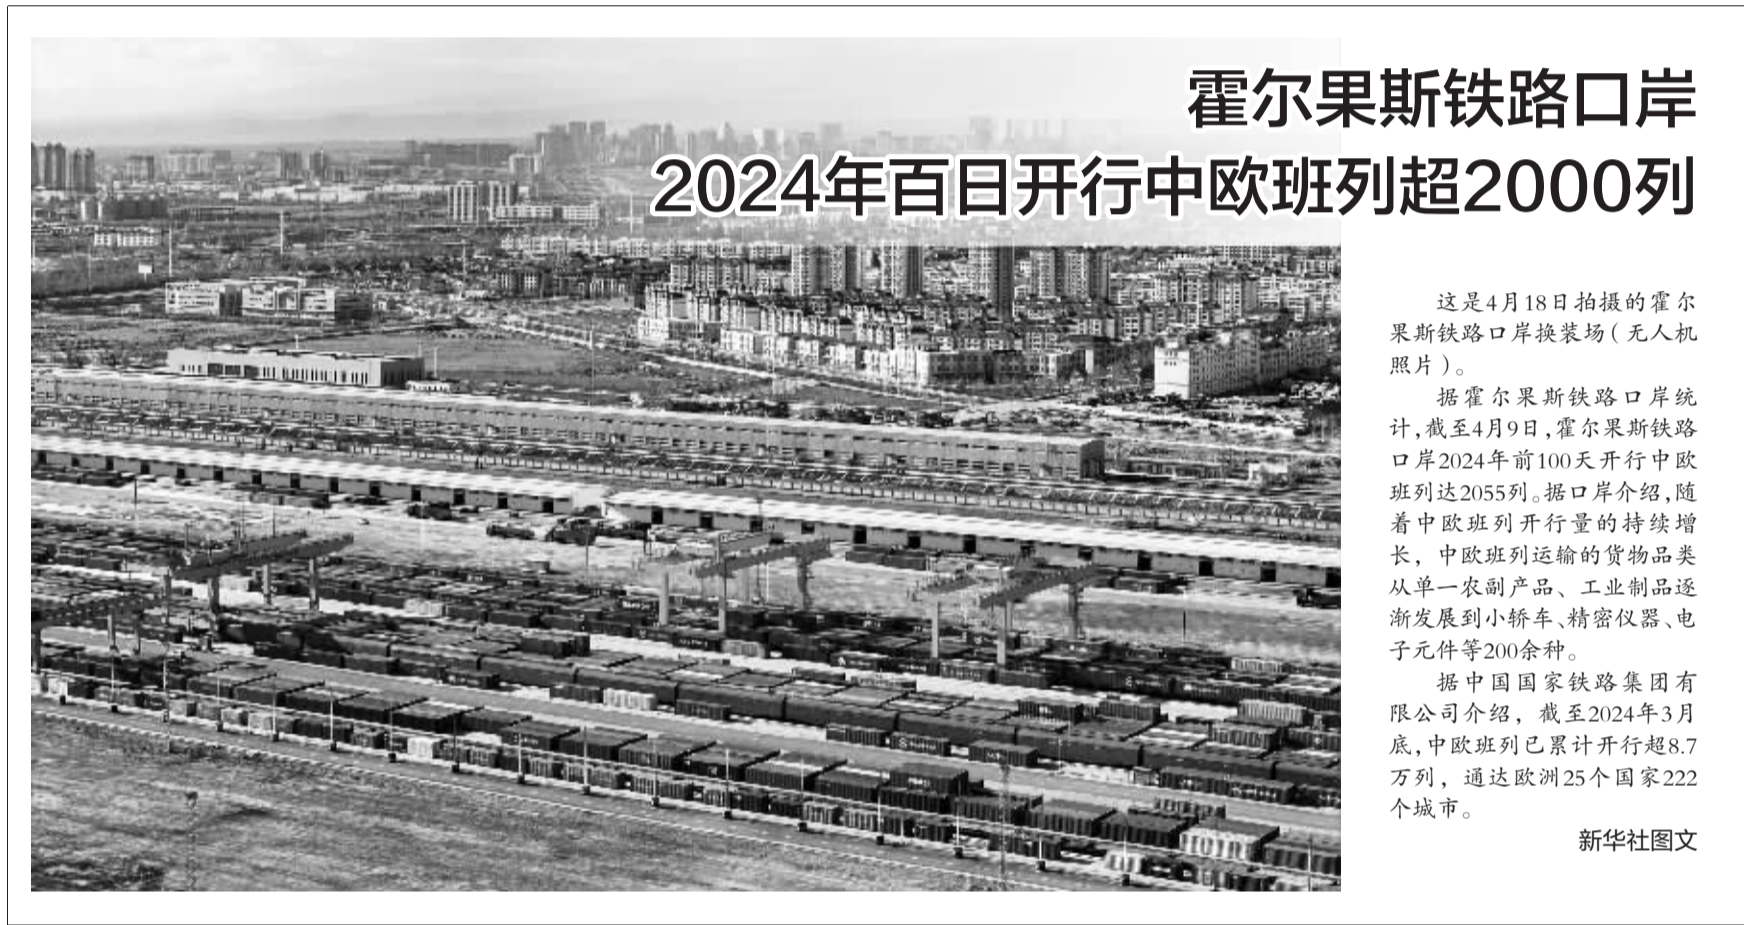 霍尔果斯铁路口岸
2024年百日开行中欧班列超2000列
这是4月18日拍摄的霍尔
果斯铁路口岸换装场（无人机
照片）。
据霍尔果斯铁路口岸统
计，截至4月9日，霍尔果斯铁路
口岸2024年前100天开行中欧
班列达2055列。据口岸介绍，随
着中欧班列开行量的持续增
长，中欧班列运输的货物品类
从单一农副产品、工业制品逐
渐发展到小轿车、精密仪器、电
子元件等200余种。
据中国国家铁路集团有
限公司介绍，截至2024年3月
底，中欧班列已累计开行超8.7
万列，通达欧洲25个国家222
个城市。
新华社图文